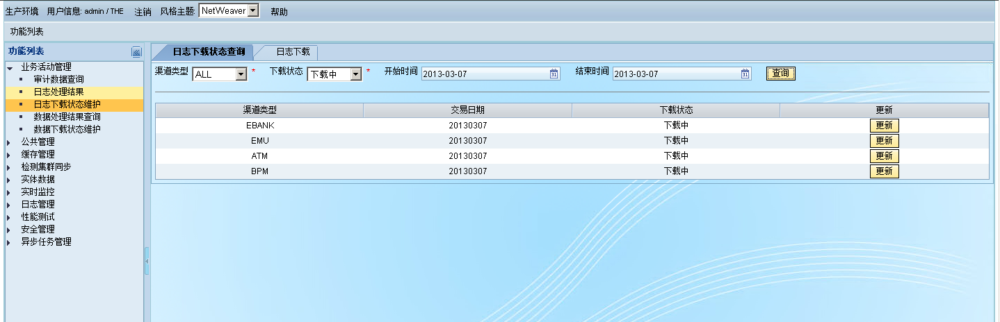 生产环境 用户信息: admin / THE 注销 风格主题: NetWeaver 帮助
功能列表
功能列表
业务活动管理
审计数据查询
日志处理结果
日志下载状态维护
数据处理结果查询
数据下载状态维护
公共管理
缓存管理
检测集群同步
实体数据
实时监控
日志管理
性能测试
安全管理
异步任务管理
日志下载状态查询 日志下载
渠道类型 ALL * 下载状态 下载中 * 开始时间 2013-03-07 结束时间 2013-03-07 查询
渠道类型 交易日期 下载状态 更新
EBANK 20130307 下载中 更新
EMU 20130307 下载中 更新
ATM 20130307 下载中 更新
BPM 20130307 下载中 更新